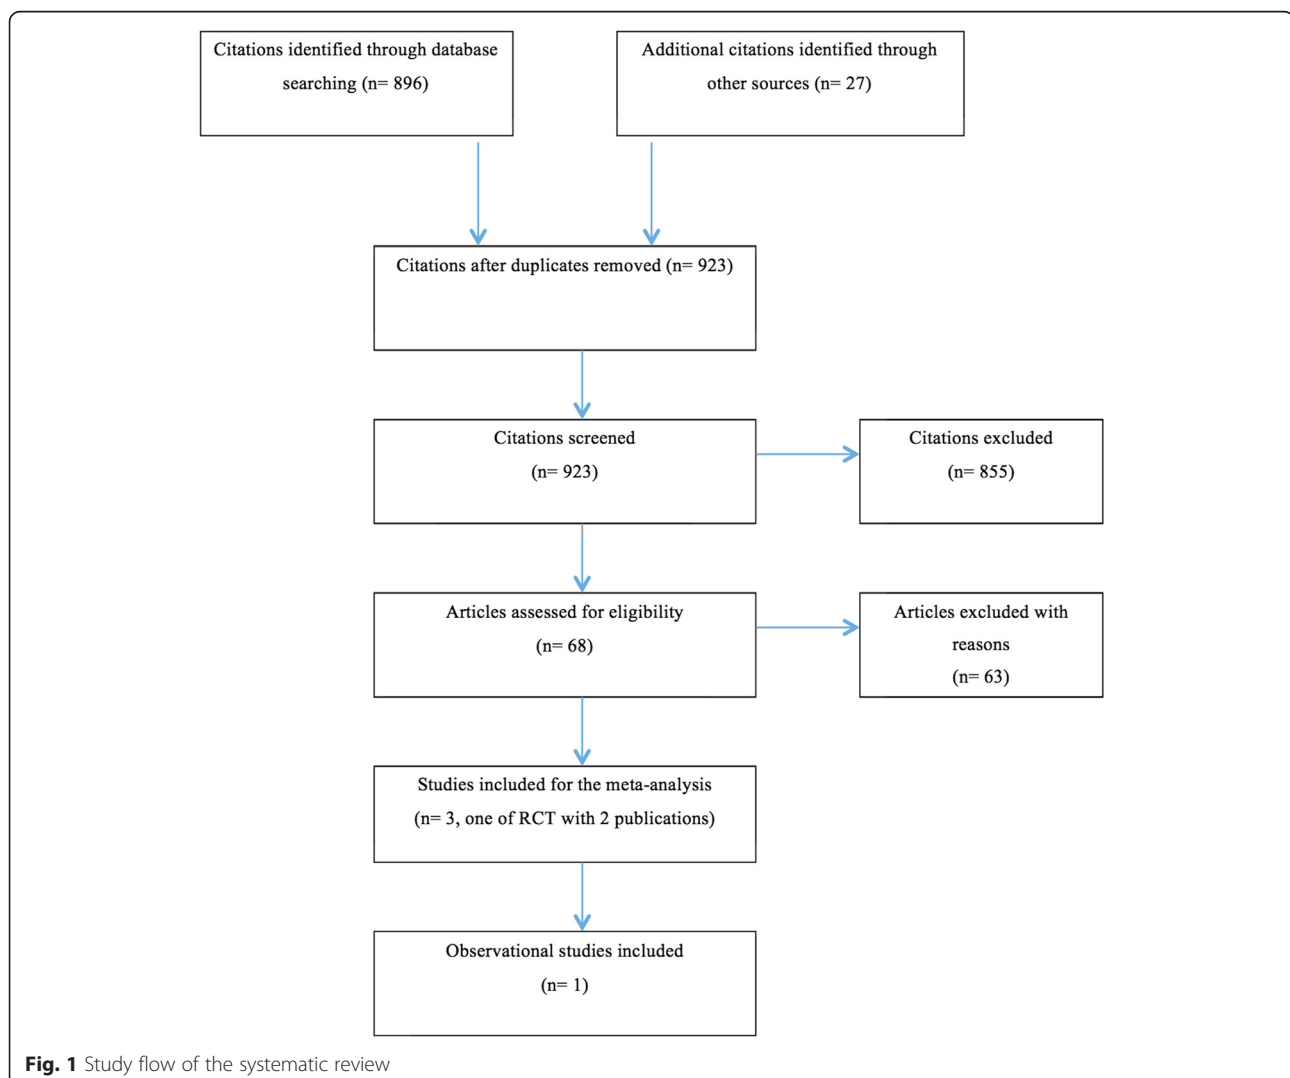 Citations identified through database
searching (n= 896)
Additional citations identified through
other sources (n= 27)
Citations after duplicates removed (n= 923)
Citations screened
(n= 923)
Citations excluded
(n= 855)
Articles assessed for eligibility
(n= 68)
Articles excluded with
reasons
(n= 63)
Studies included for the meta-analysis
(n= 3, one of RCT with 2 publications)
Observational studies included
(n= 1)
Fig. 1 Study flow of the systematic review